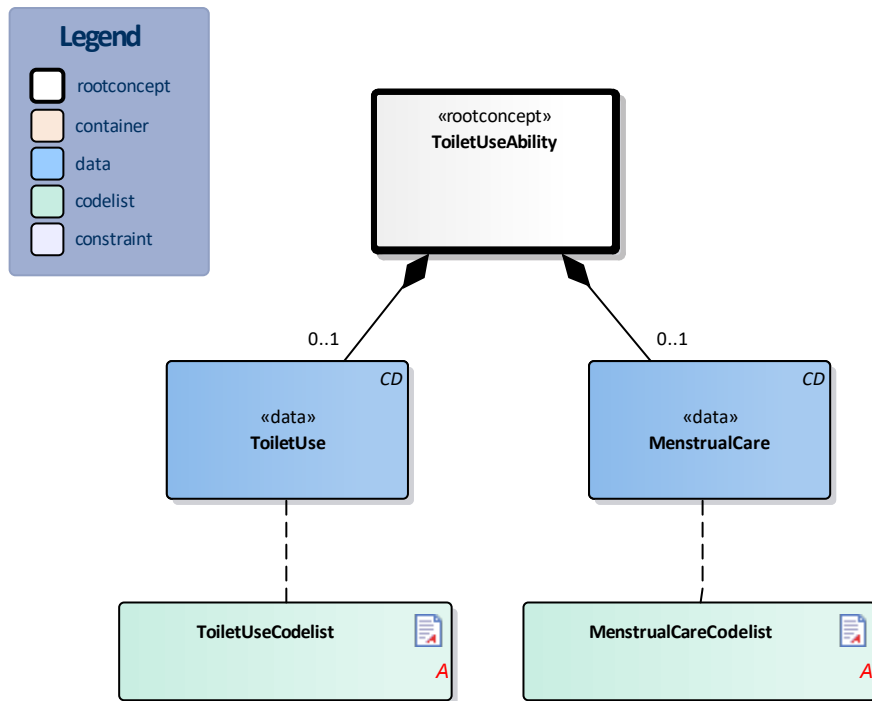 Legend
rootconcept
container
data
codelist
constraint
«rootconcept»
ToiletUseAbility
0..1
0..1
CD
«data»
ToiletUse
CD
«data»
MenstrualCare
ToiletUseCodelist
A
MenstrualCareCodelist
A